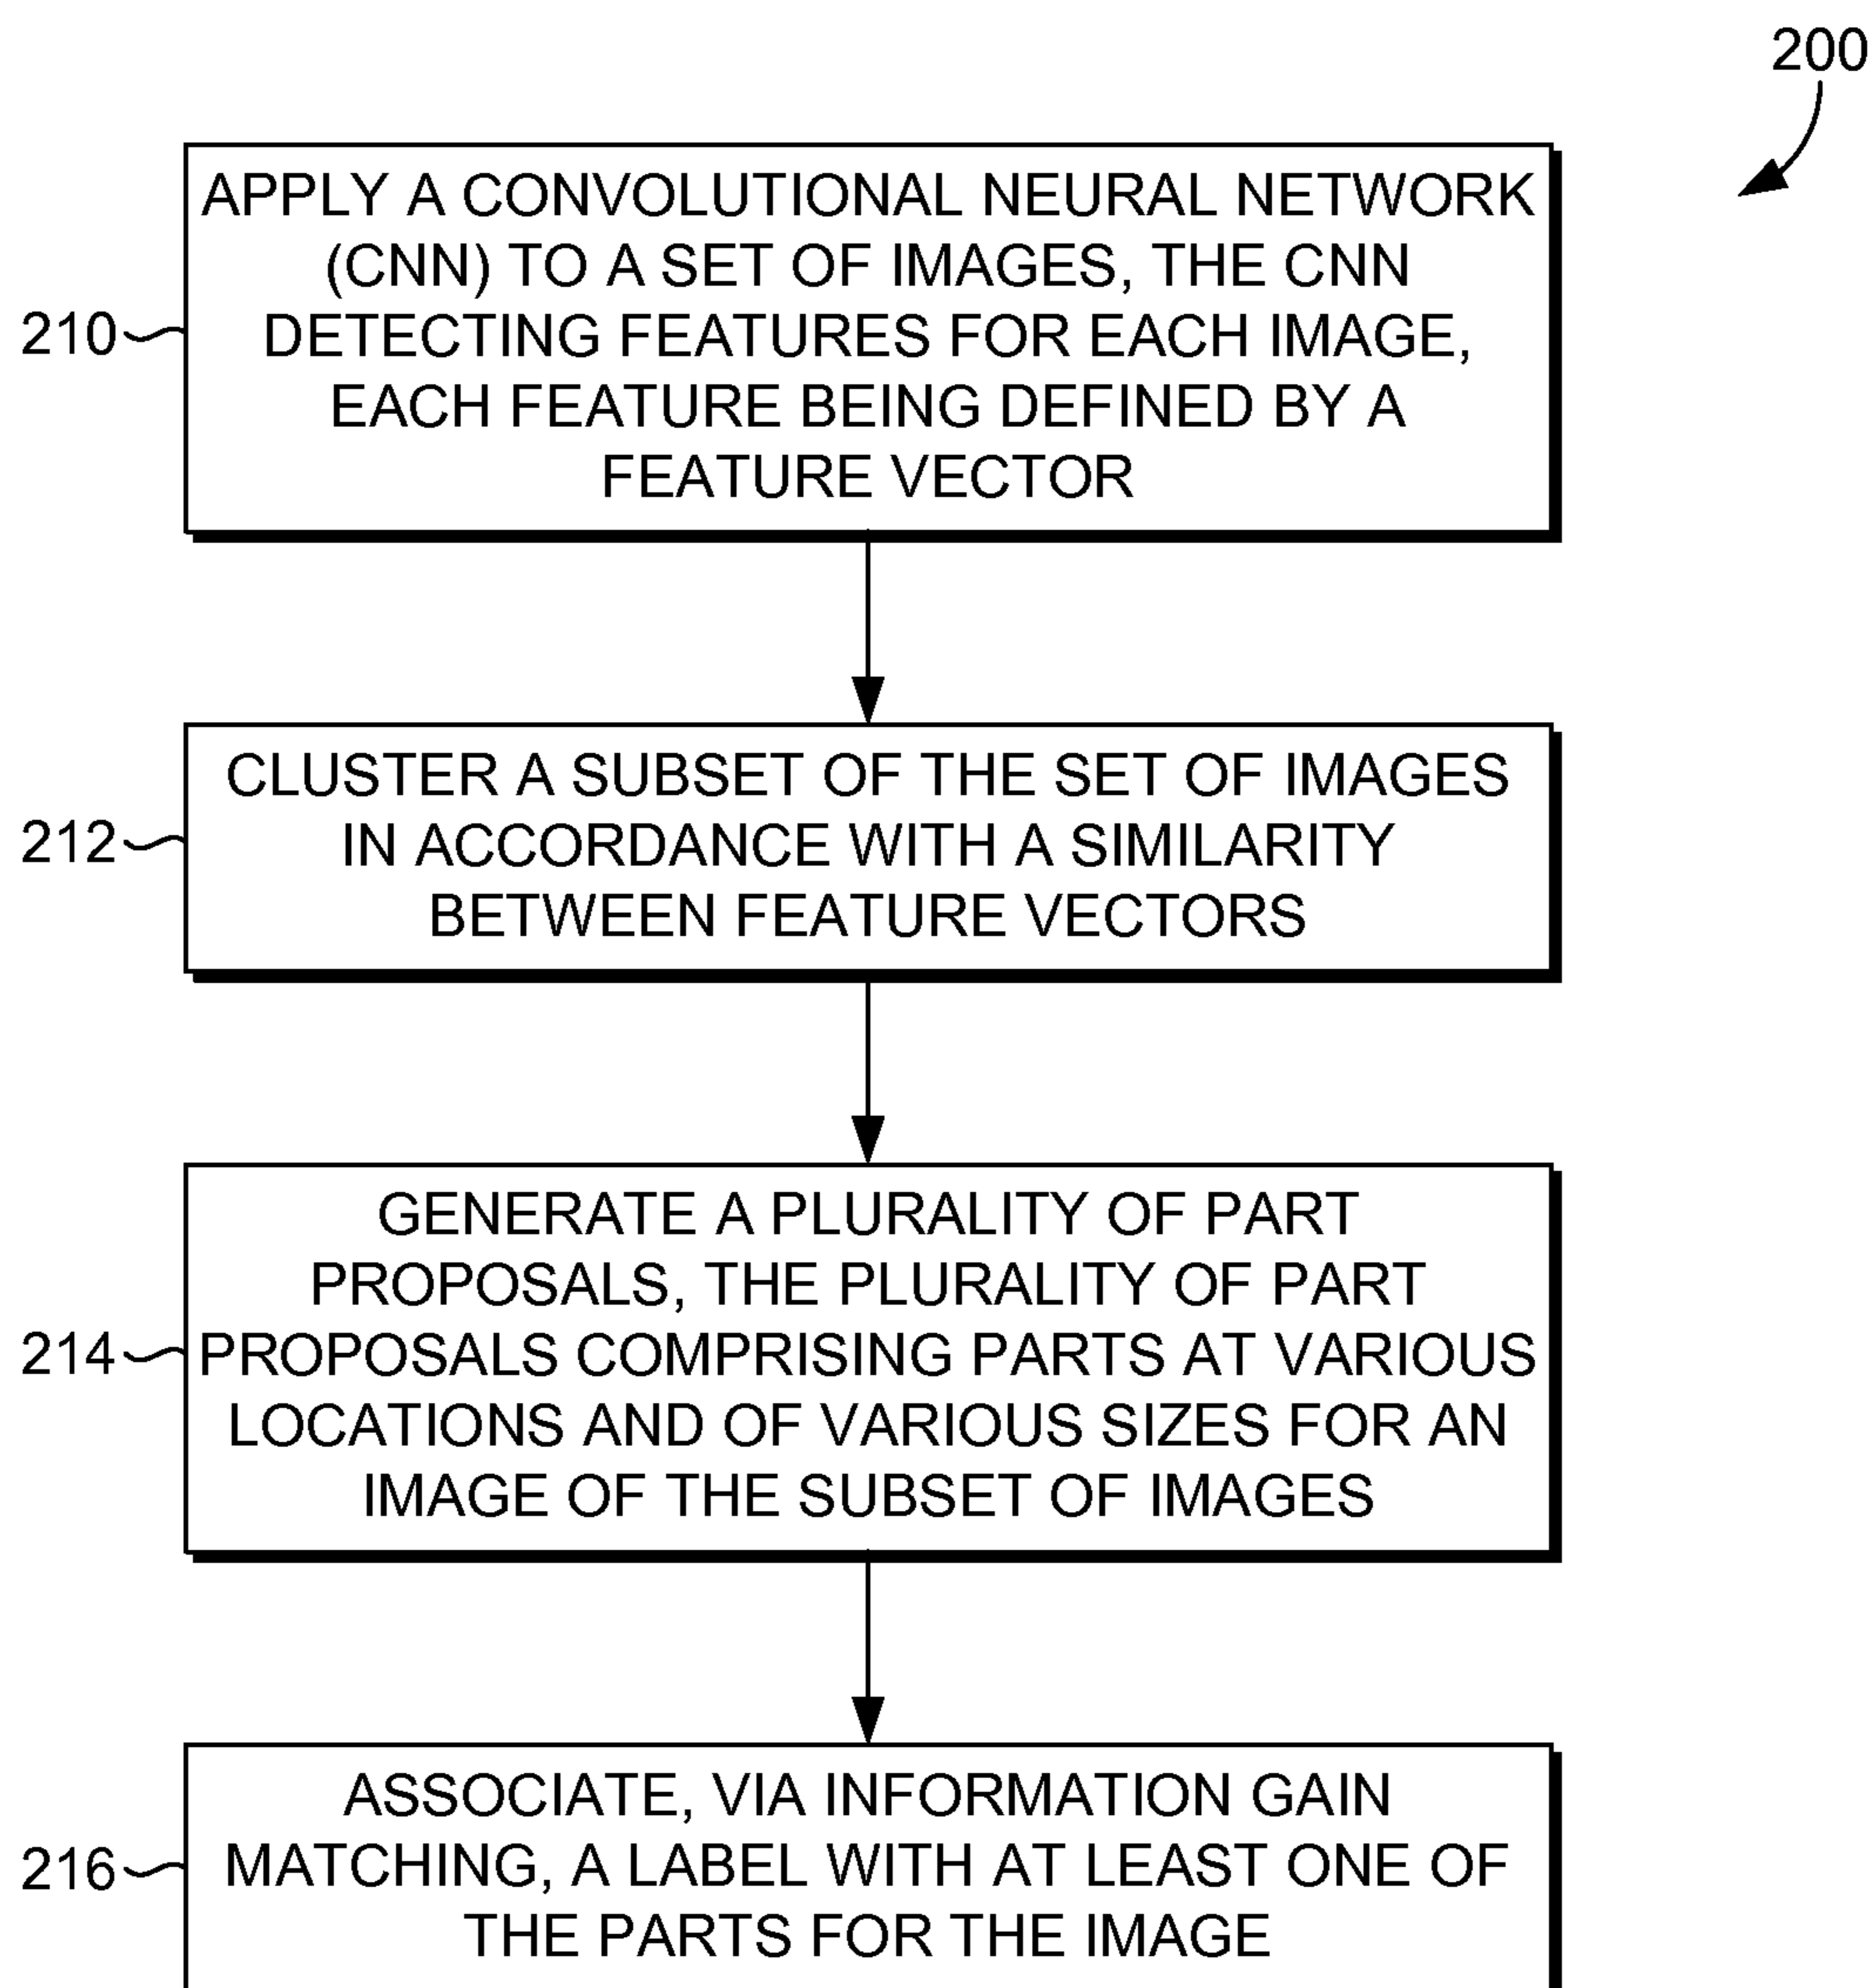 200
APPLY A CONVOLUTIONAL NEURAL NETWORK
(CNN) TO A SET OF IMAGES, THE CNN
DETECTING FEATURES FOR EACH IMAGE,
EACH FEATURE BEING DEFINED BY A
FEATURE VECTOR
210
CLUSTER A SUBSET OF THE SET OF IMAGES
IN ACCORDANCE WITH A SIMILARITY
BETWEEN FEATURE VECTORS
212
GENERATE A PLURALITY OF PART
PROPOSALS, THE PLURALITY OF PART
PROPOSALS COMPRISING PARTS AT VARIOUS
LOCATIONS AND OF VARIOUS SIZES FOR AN
IMAGE OF THE SUBSET OF IMAGES
214
ASSOCIATE, VIA INFORMATION GAIN
MATCHING, A LABEL WITH AT LEAST ONE OF
THE PARTS FOR THE IMAGE
216